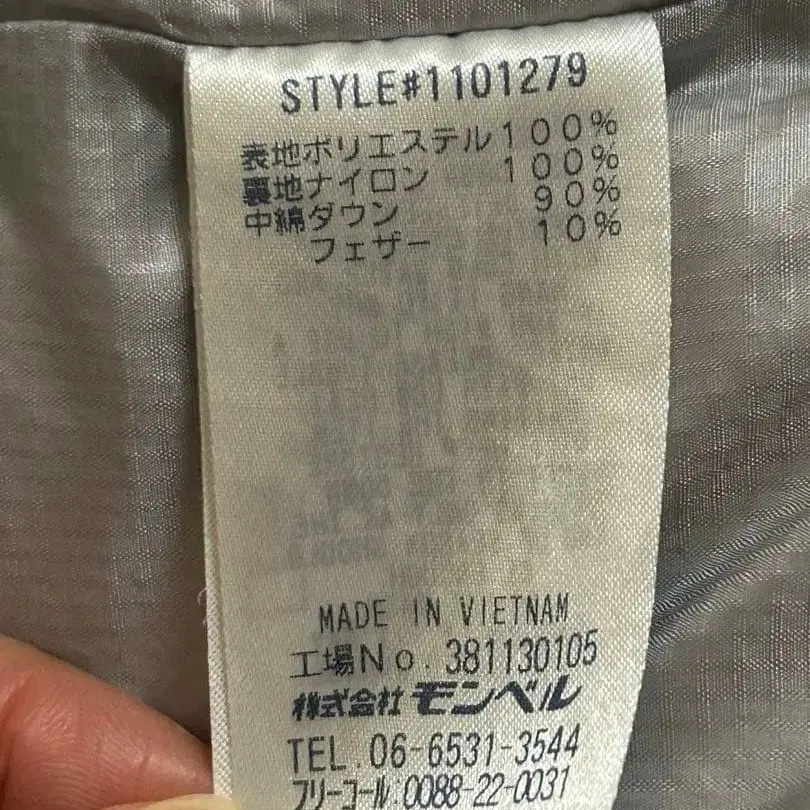 STYLE#1101279
表地ポリエステル100%
裏地ナイロン 100%
中綿ダウン 90%
フェザー 10%
MADE IN VIETNAM
工場No. 381130105
株式会社モンベル
TEL.06-6531-3544
フリーコール:0088-22-0031